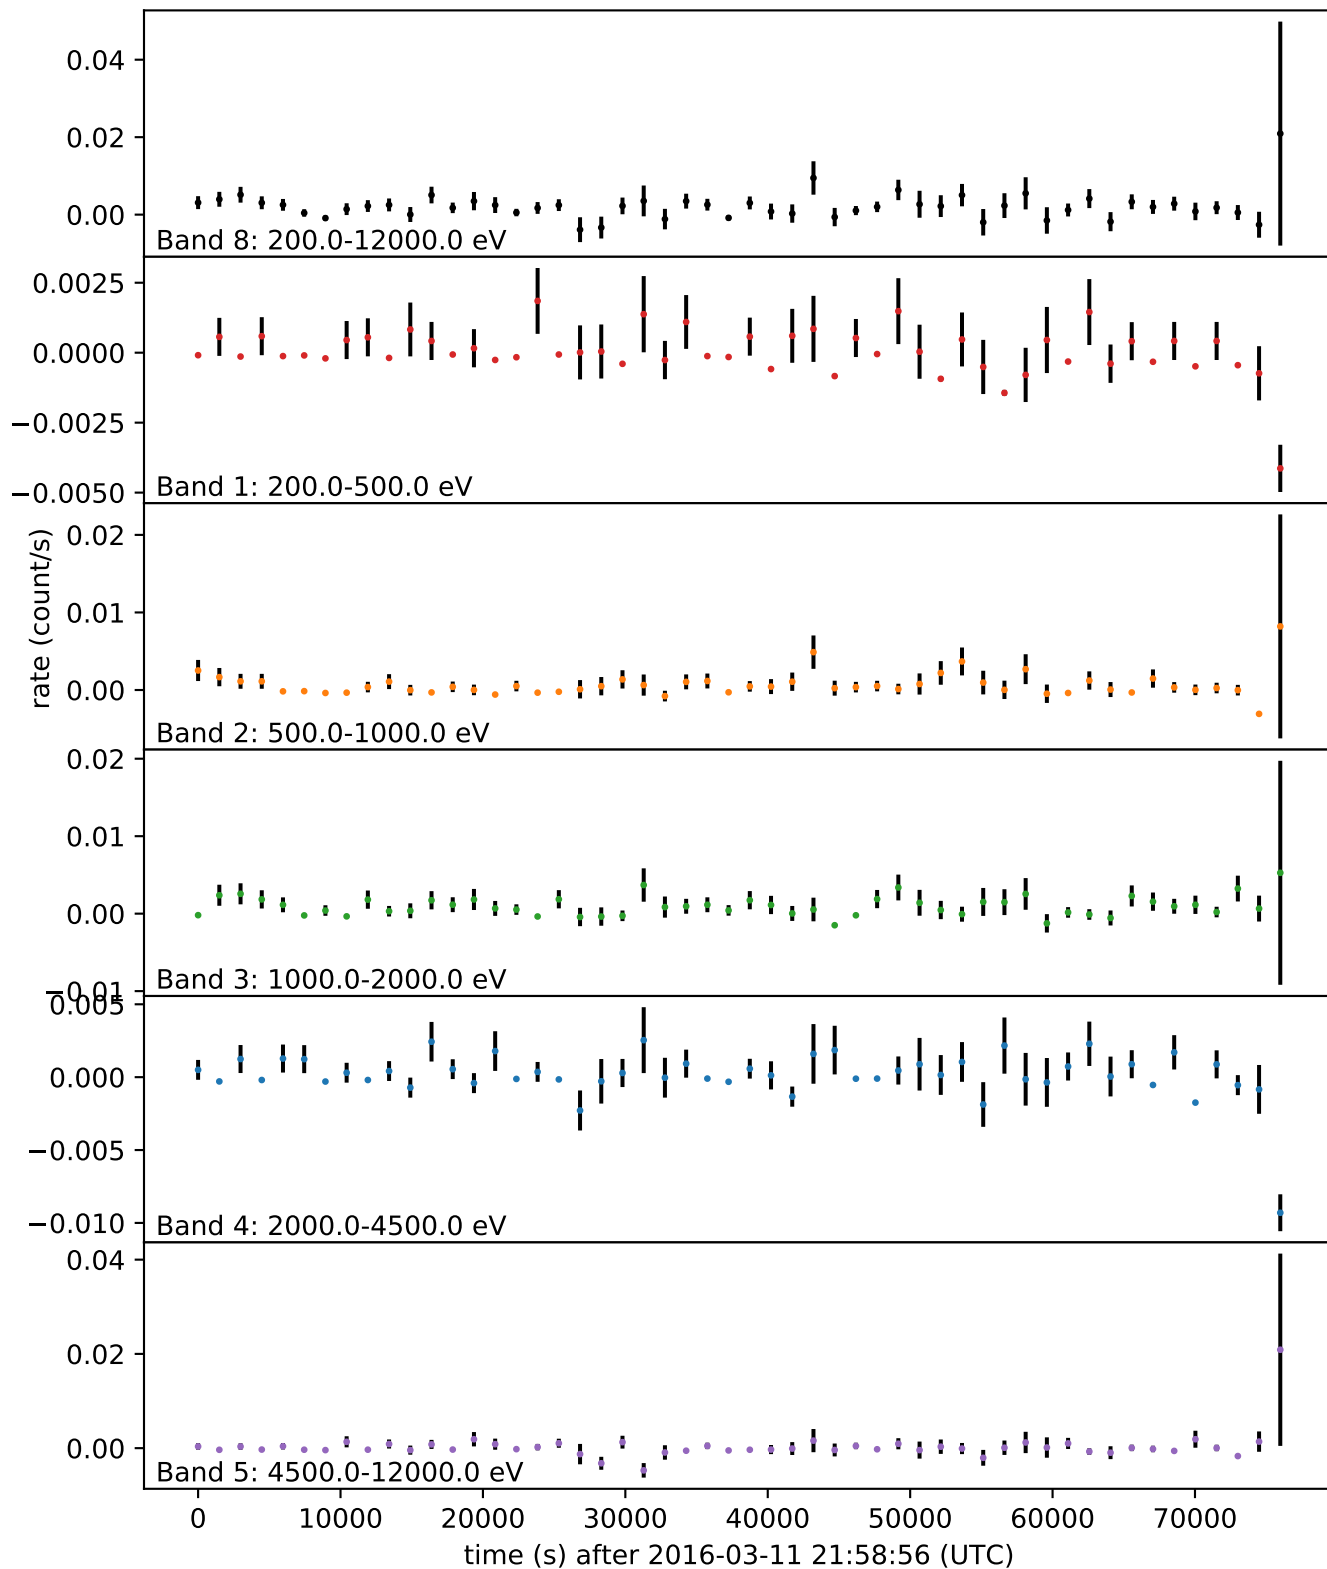 0.04
0.02
0.00
Band 8: 200.0-12000.0 eV
0.0025
0.0000
−0.0025
−0.0050
Band 1: 200.0-500.0 eV
rate (count/s)
0.02
0.01
0.00
Band 2: 500.0-1000.0 eV
0.02
0.01
0.00
−0.01
Band 3: 1000.0-2000.0 eV
0.005
0.000
−0.005
−0.010
Band 4: 2000.0-4500.0 eV
0.04
0.02
0.00
Band 5: 4500.0-12000.0 eV
0 10000 20000 30000 40000 50000 60000 70000
time (s) after 2016-03-11 21:58:56 (UTC)